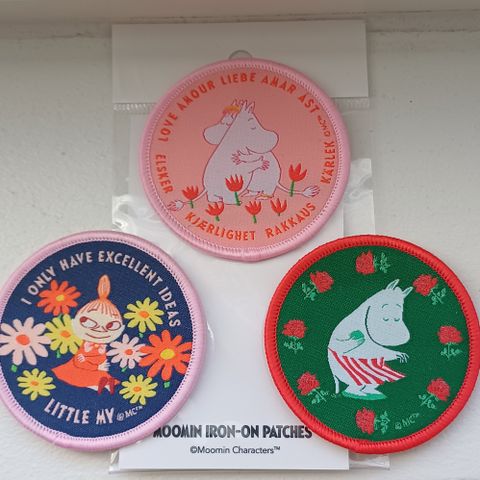 LOVE AMOUR LIEBE AMAR ÁST
KÄRLEK
RAKKAUS
KJÆRLIGHET
ELSKER
I ONLY HAVE EXCELLENT IDEAS
LITTLE MY ©MC™
©MC™
MOOMIN IRON-ON PATCHES
©Moomin Characters™